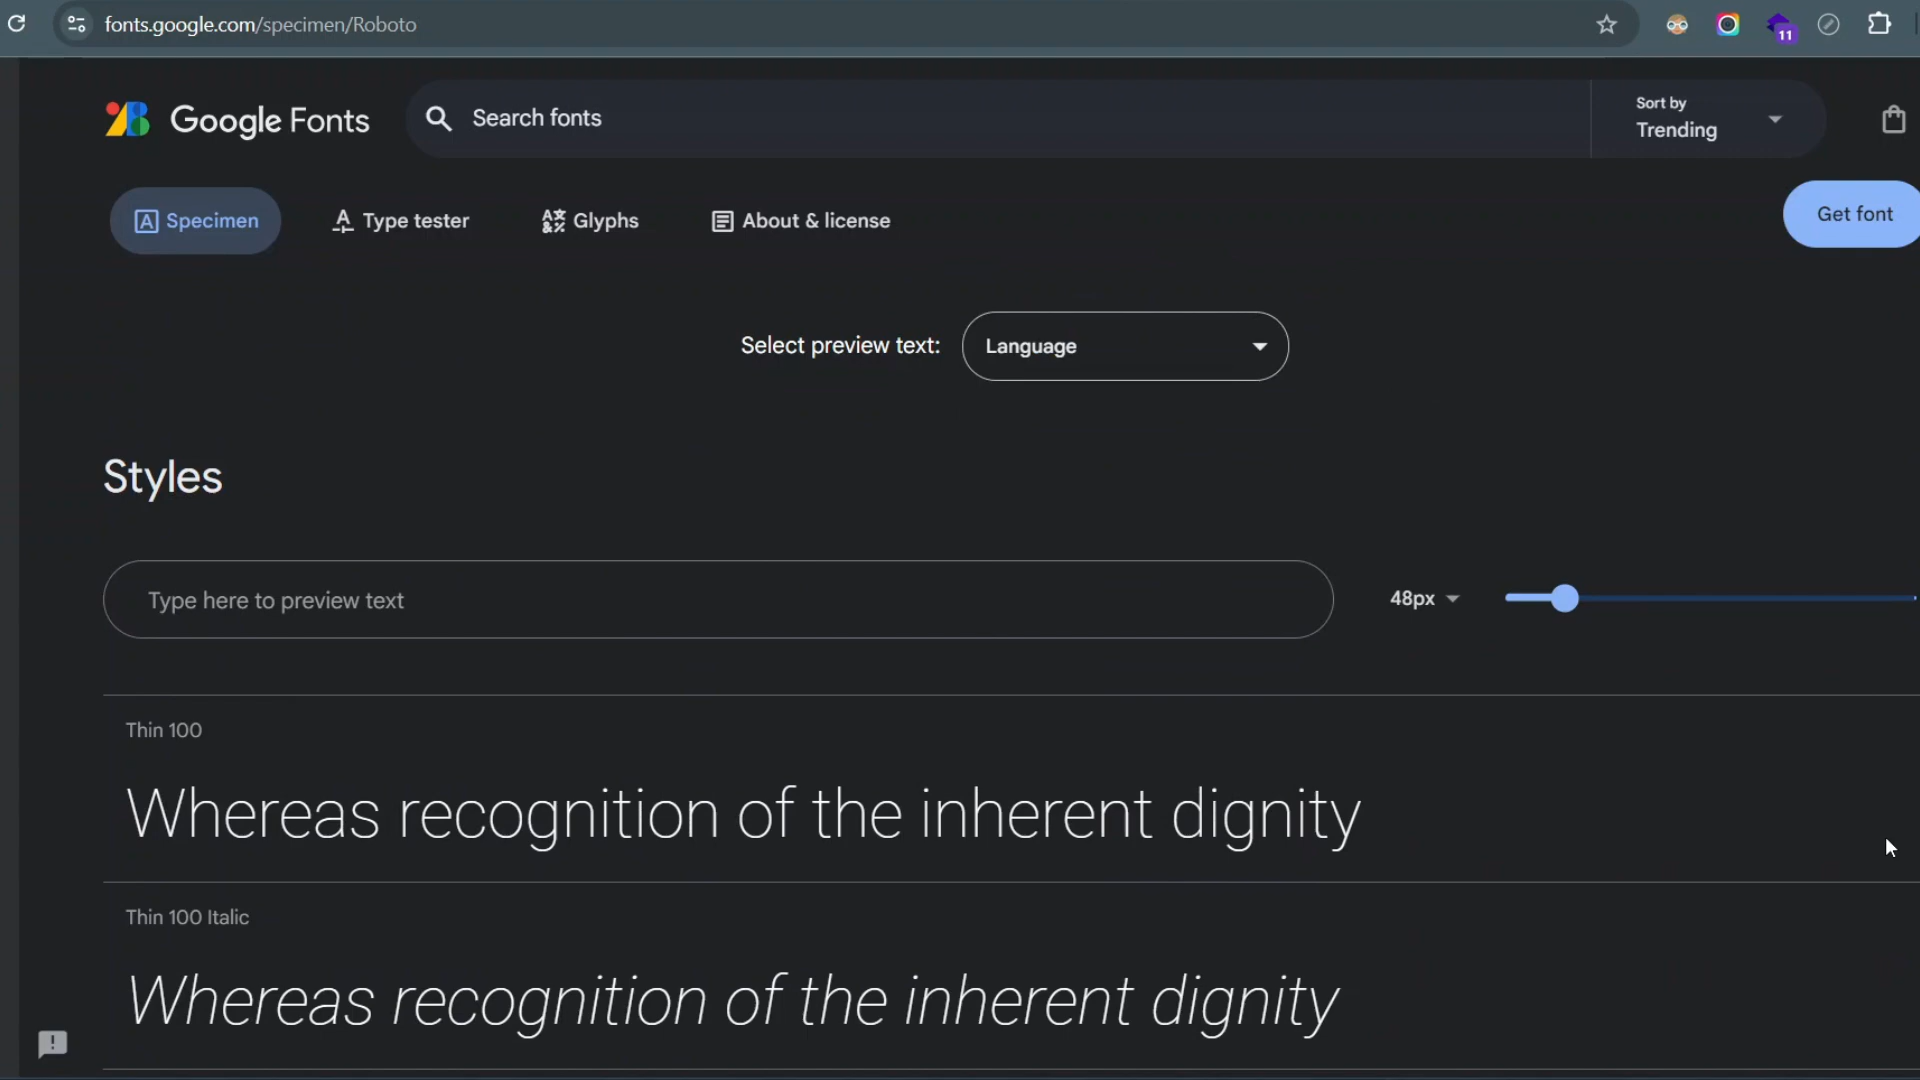 fonts.google.com/specimen/Roboto
11
Google Fonts
Search fonts
Sort by
Trending
Specimen
Type tester
Glyphs
About & license
Get font
Select preview text:
Language
Styles
Type here to preview text
48px
Thin 100
Whereas recognition of the inherent dignity
Thin 100 Italic
Whereas recognition of the inherent dignity